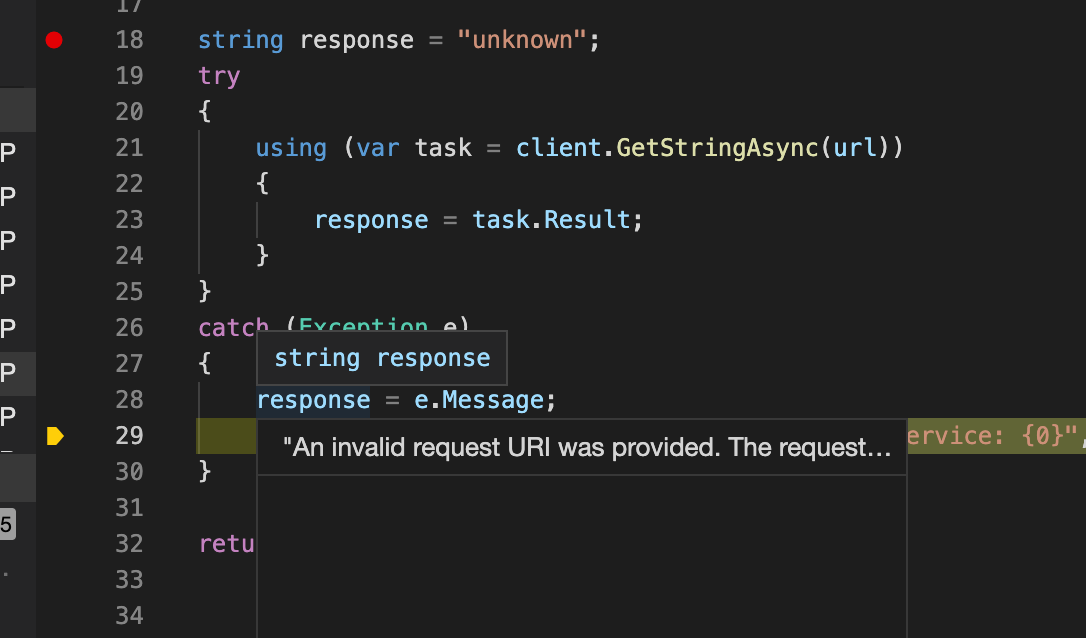 17
18 string response = "unknown";
19 try
20 {
21 using (var task = client.GetStringAsync(url))
22 {
23 response = task.Result;
24 }
25 }
26 catch (Exception e)
27 {
string response
28 response = e.Message;
29 ervice: {0}",
"An invalid request URI was provided. The request…
30 }
31
32 retu
33
34
P
P
P
P
P
P
P
5